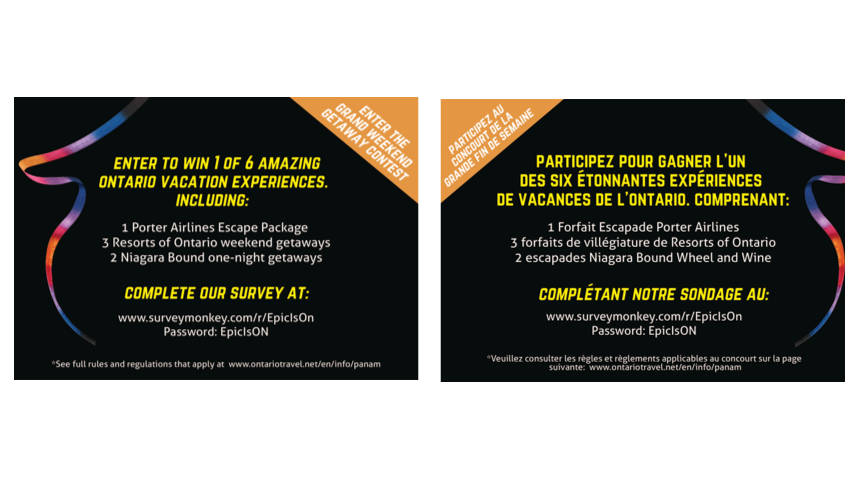 ENTER THE
GRAND WEEKEND
GETAWAY CONTEST
ENTER TO WIN 1 OF 6 AMAZING
ONTARIO VACATION EXPERIENCES.
INCLUDING:
1 Porter Airlines Escape Package
3 Resorts of Ontario weekend getaways
2 Niagara Bound one-night getaways
COMPLETE OUR SURVEY AT:
www.surveymonkey.com/r/EpicIsOn
Password: EpicIsON
*See full rules and regulations that apply at www.ontariotravel.net/en/info/panam
PARTICIPEZ AU
CONCOURT DE LA
GRANDE FIN DE SEMAINE
PARTICIPEZ POUR GAGNER L'UN
DES SIX ÉTONNANTES EXPÉRIENCES
DE VACANCES DE L'ONTARIO. COMPRENANT:
1 Forfait Escapade Porter Airlines
3 forfaits de villégiature de Resorts of Ontario
2 escapades Niagara Bound Wheel and Wine
COMPLÉTANT NOTRE SONDAGE AU:
www.surveymonkey.com/r/EpicIsOn
Password: EpicIsON
*Veuillez consulter les règles et règlements applicables au concourt sur la page
suivante: www.ontariotravel.net/en/info/panam